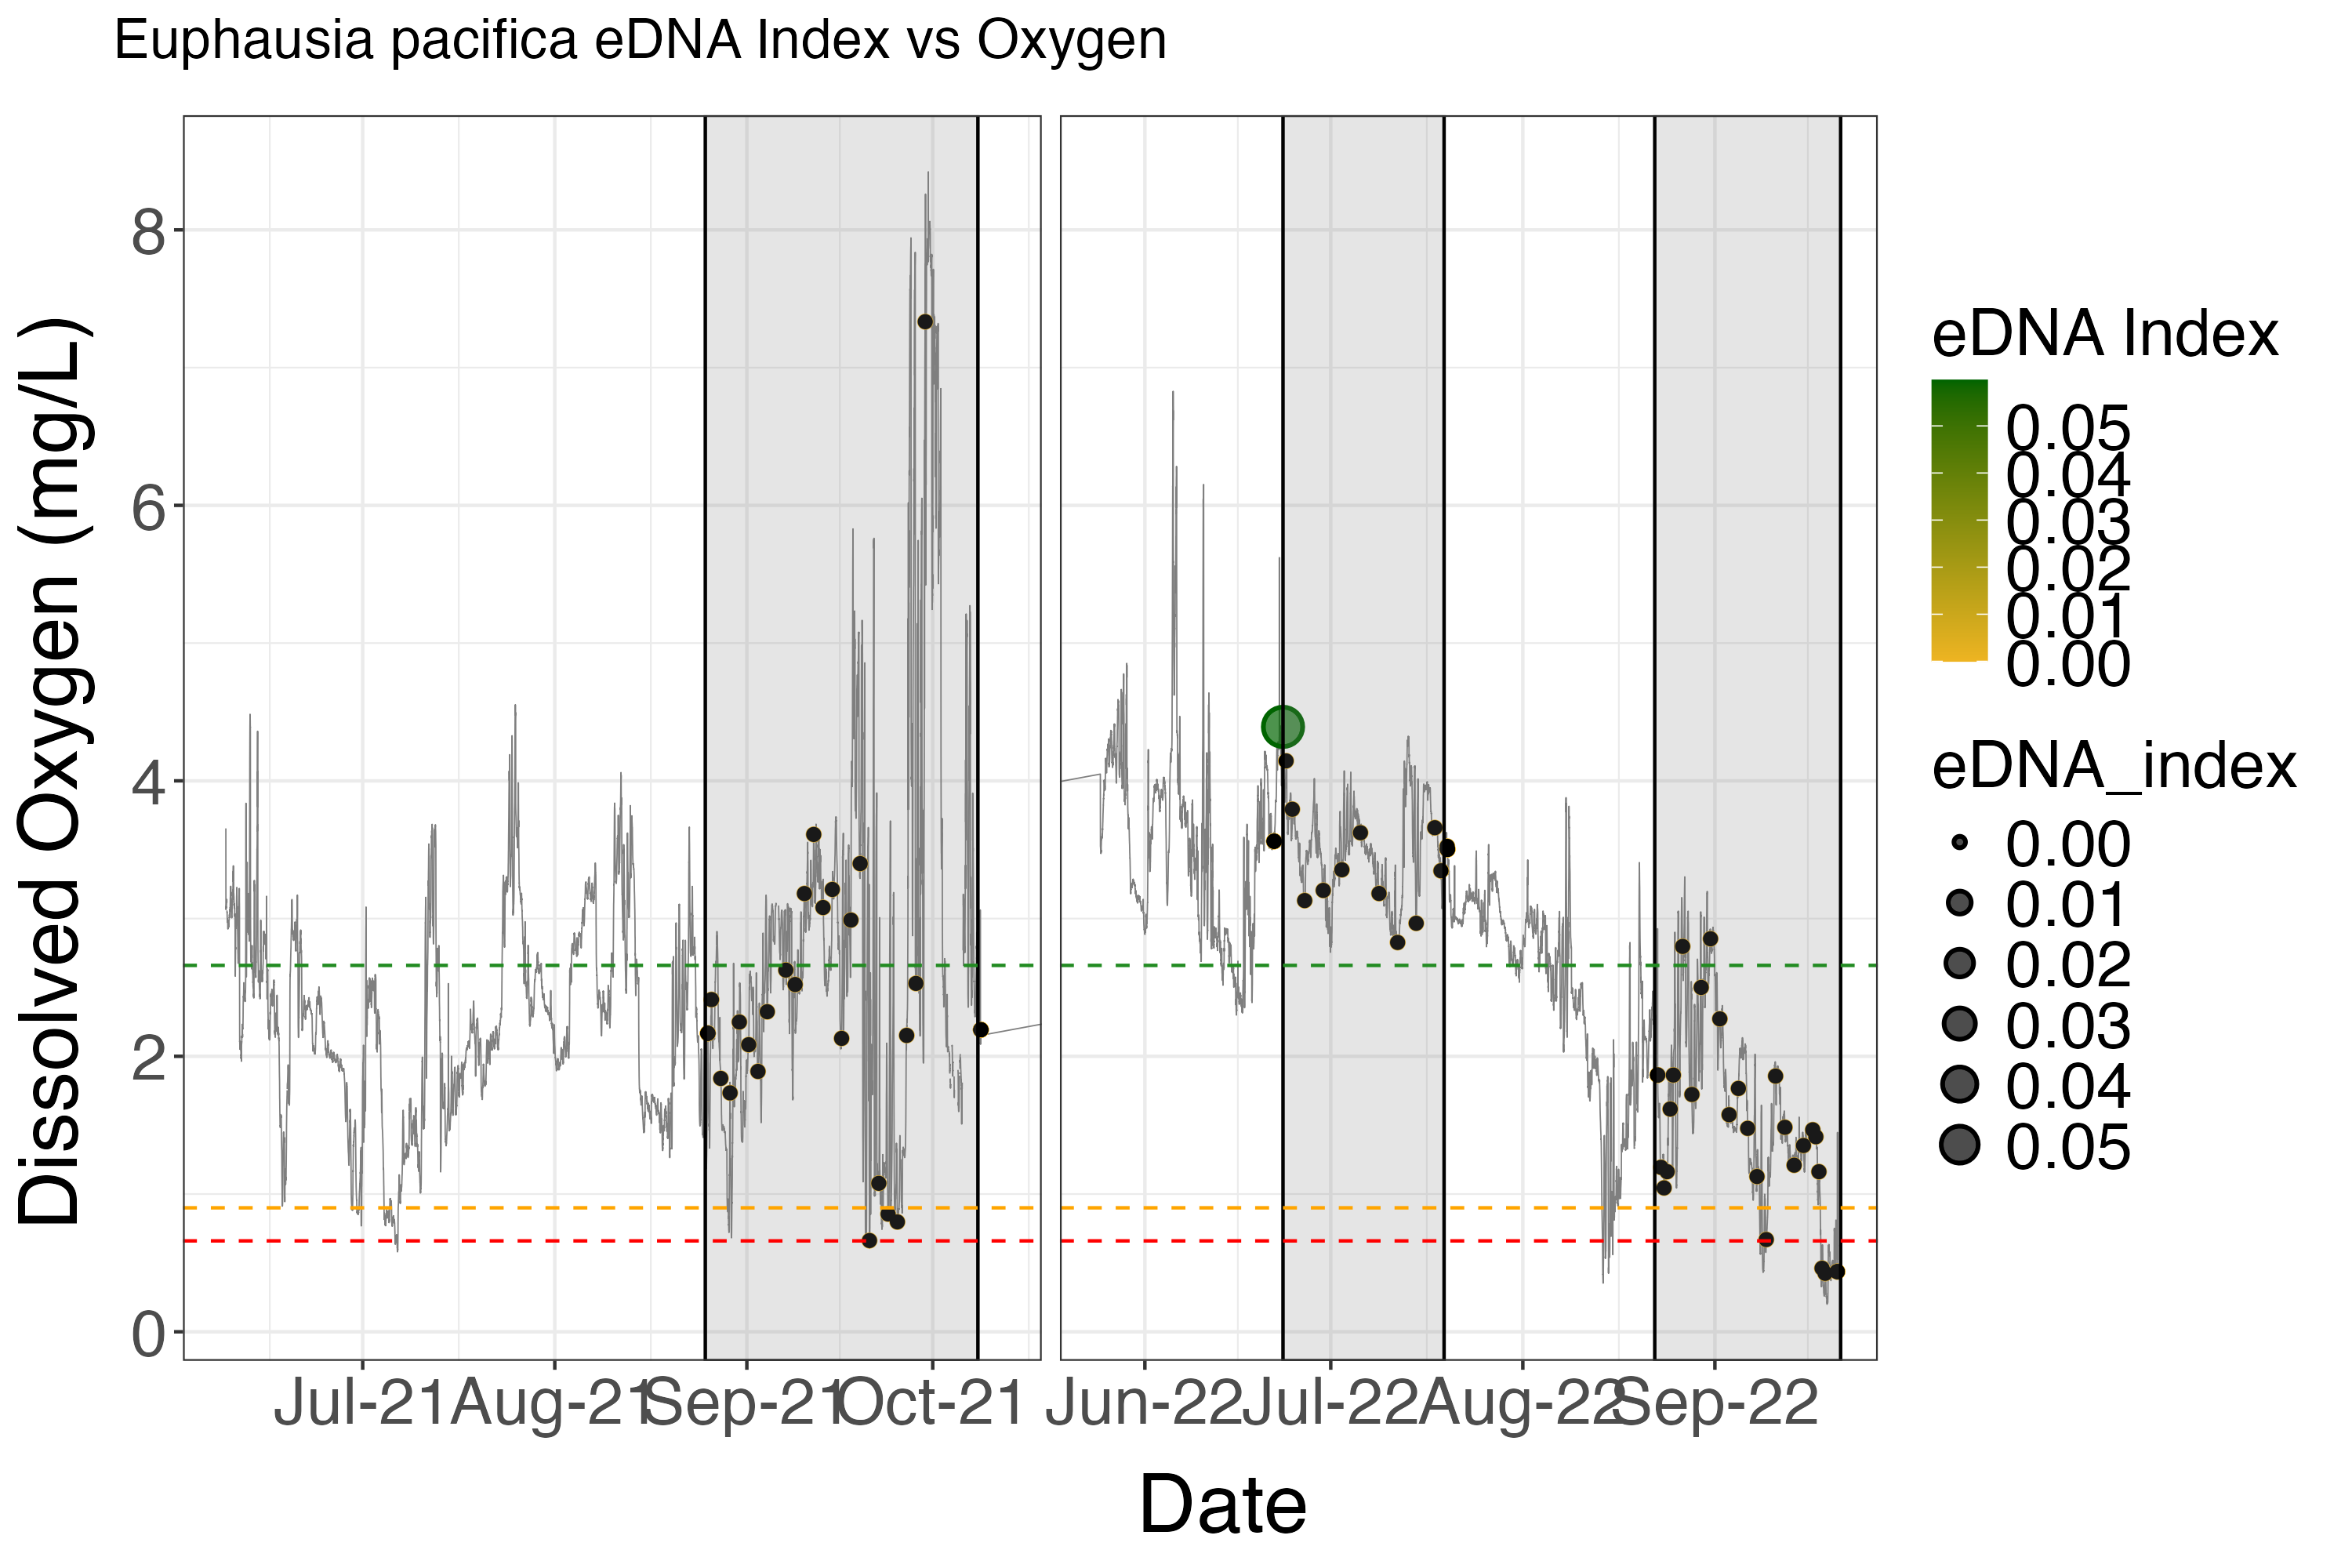 Euphausia pacifica eDNA Index vs Oxygen
Dissolved Oxygen (mg/L)
8
6
4
2
0
Jul-21
Aug-21
Sep-21
Oct-21
Jun-22
Jul-22
Aug-22
Sep-22
Date
eDNA Index
0.05
0.04
0.03
0.02
0.01
0.00
eDNA_index
0.00
0.01
0.02
0.03
0.04
0.05